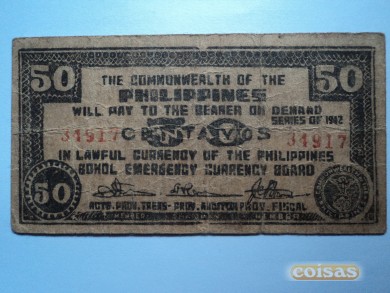 50 50
THE COMMONWEALTH OF THE
PHILIPPINES
WILL PAY TO THE BEARER ON DEMAND
SERIES OF 1942
34917 CENTAVOS 34917
IN LAWFUL CURRENCY OF THE PHILIPPINES
BOHOL EMERGENCY CURRENCY BOARD
50
ACTG. PROV. TREAS- PROV. AUDITOR PROV. FISCAL
MEMBER MEMBER
coisas